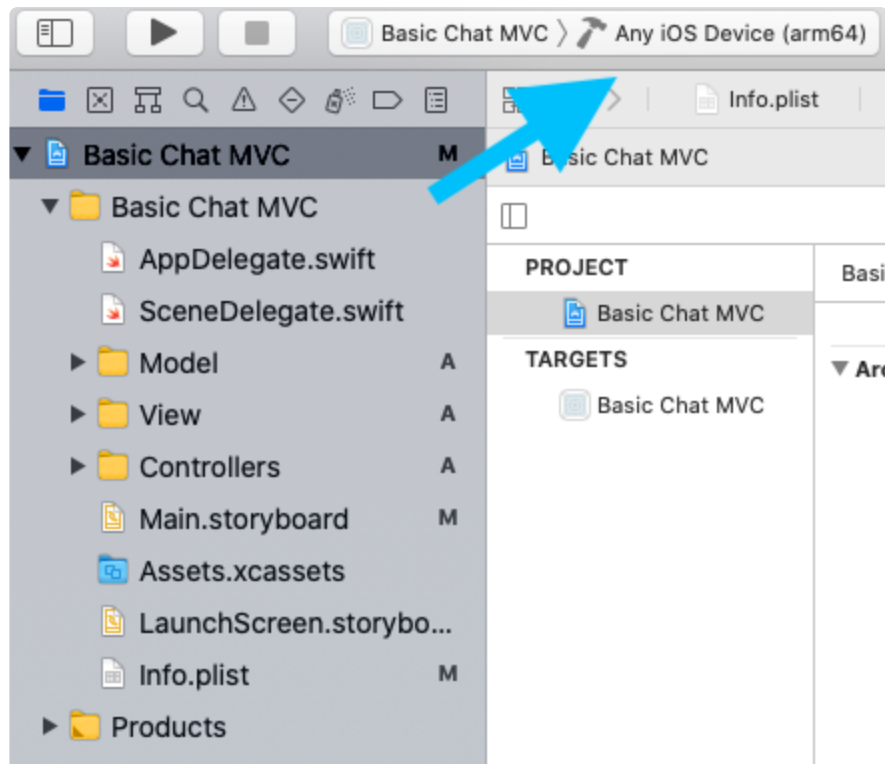 Basic Chat MVC
Any iOS Device (arm64)
Info.plist
Basic Chat MVC M
Basic Chat MVC
AppDelegate.swift
SceneDelegate.swift
Model A
View A
Controllers A
Main.storyboard M
Assets.xcassets
LaunchScreen.storybo...
Info.plist M
Products
Basic Chat MVC
PROJECT
Basic Chat MVC
TARGETS
Basic Chat MVC
Basi
Arc